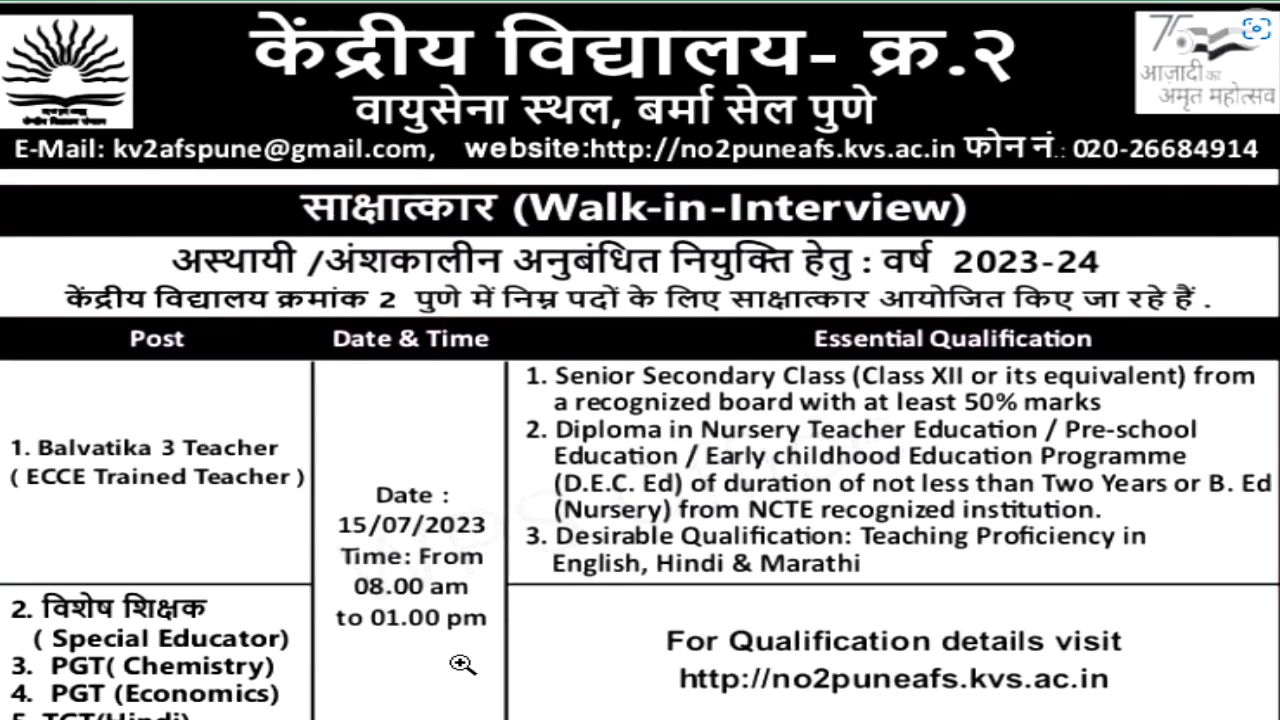 केंद्रीय विद्यालय- क्र.२
वायुसेना स्थल, बर्मा सेल पुणे
E-Mail: kv2afspune@gmail.com, website:http://no2puneafs.kvs.ac.in फोन नं.: 020-26684914
75
आज़ादी का
अमृत महोत्सव
केन्द्रीय विद्यालय संगठन
साक्षात्कार (Walk-in-Interview)
अस्थायी /अंशकालीन अनुबंधित नियुक्ति हेतु : वर्ष 2023-24
केंद्रीय विद्यालय क्रमांक 2 पुणे में निम्न पदों के लिए साक्षात्कार आयोजित किए जा रहे हैं .
Post
Date & Time
Essential Qualification
1. Balvatika 3 Teacher
( ECCE Trained Teacher )
Date :
15/07/2023
Time: From
08.00 am
to 01.00 pm
1. Senior Secondary Class (Class XII or its equivalent) from
a recognized board with at least 50% marks
2. Diploma in Nursery Teacher Education / Pre-school
Education / Early childhood Education Programme
(D.E.C. Ed) of duration of not less than Two Years or B. Ed
(Nursery) from NCTE recognized institution.
3. Desirable Qualification: Teaching Proficiency in
English, Hindi & Marathi
2. विशेष शिक्षक
( Special Educator)
3. PGT( Chemistry)
4. PGT (Economics)
5. TGT(Hindi)
For Qualification details visit
http://no2puneafs.kvs.ac.in